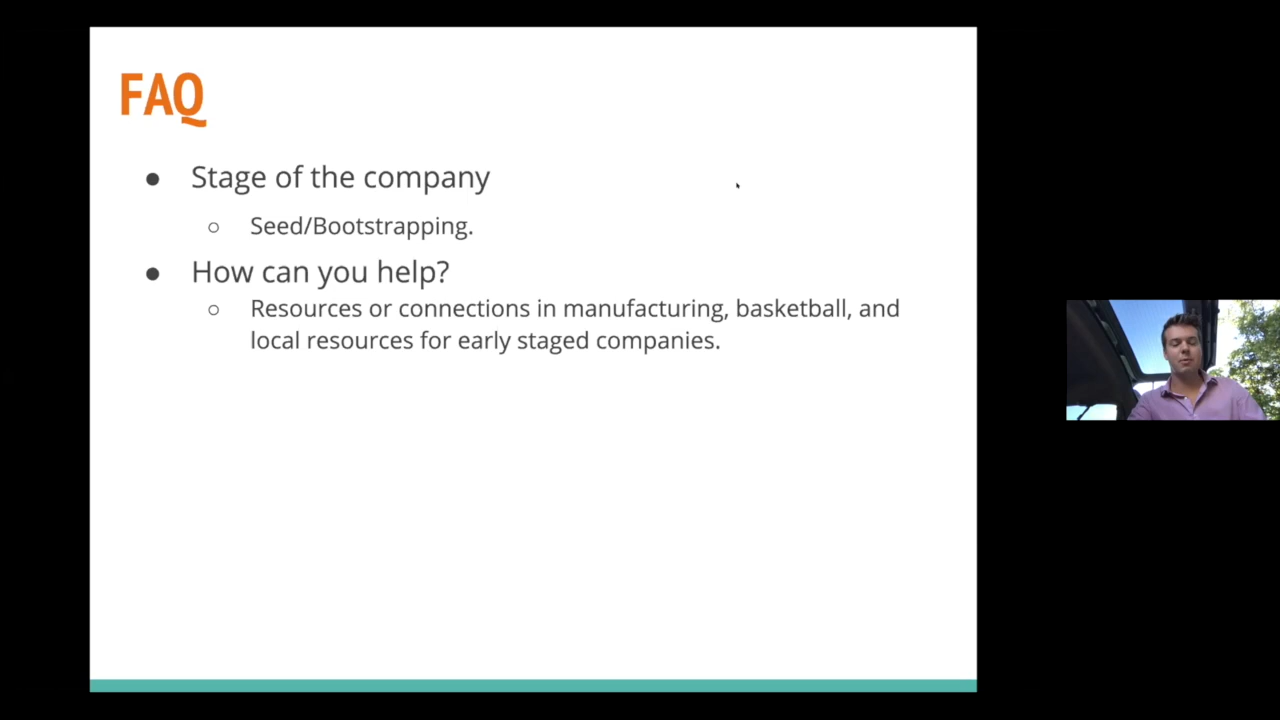 FAQ
● Stage of the company
○ Seed/Bootstrapping.
● How can you help?
○ Resources or connections in manufacturing, basketball, and
local resources for early staged companies.